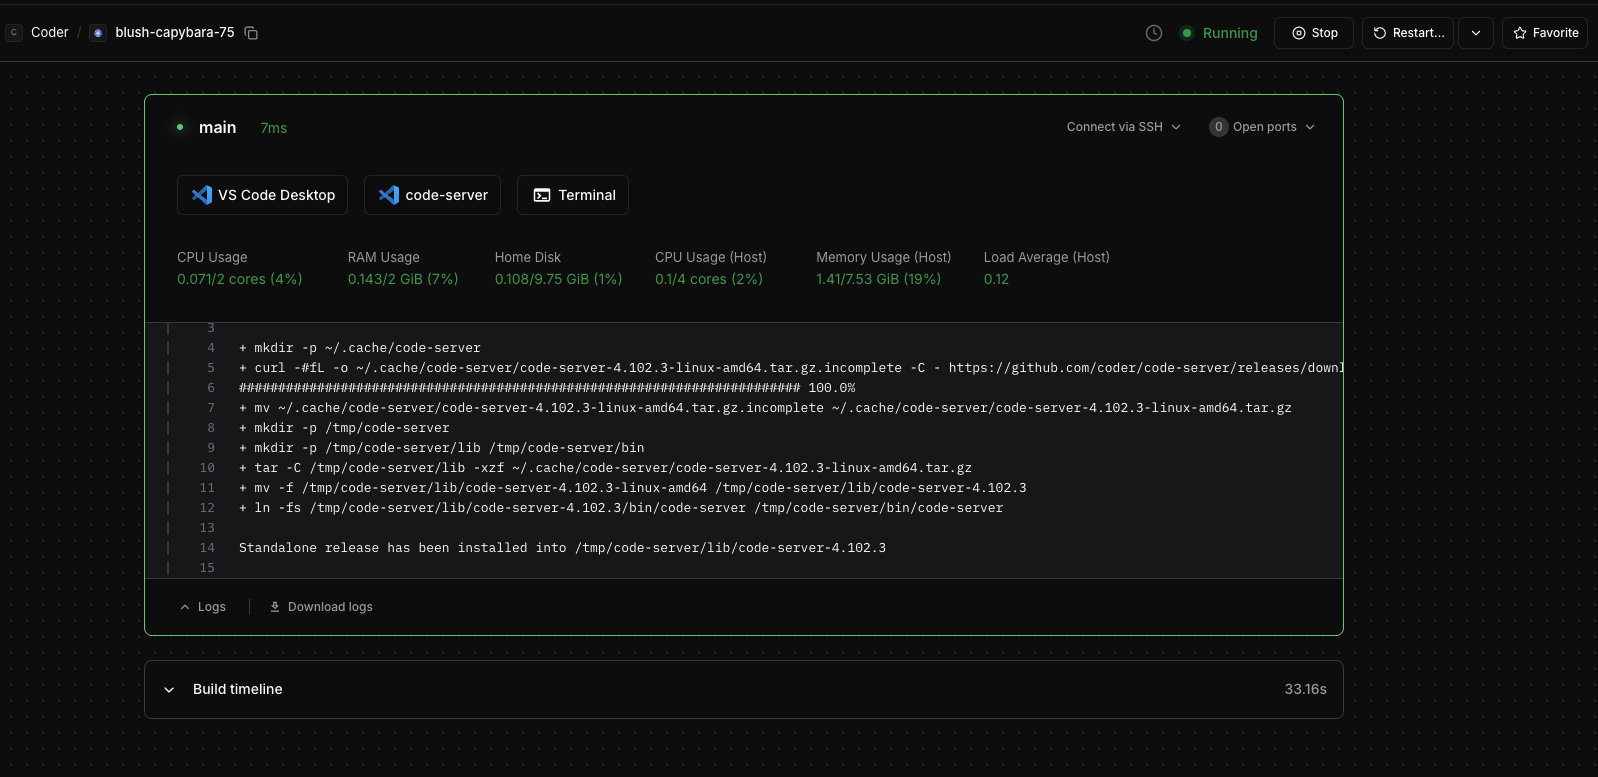 C Coder / blush-capybara-75
Running Stop Restart... Favorite
main 7ms Connect via SSH 0 Open ports
VS Code Desktop code-server Terminal
CPU Usage RAM Usage Home Disk CPU Usage (Host) Memory Usage (Host) Load Average (Host)
0.071/2 cores (4%) 0.143/2 GiB (7%) 0.108/9.75 GiB (1%) 0.1/4 cores (2%) 1.41/7.53 GiB (19%) 0.12
| 3
| 4 + mkdir -p ~/.cache/code-server
| 5 + curl -#fL -o ~/.cache/code-server/code-server-4.102.3-linux-amd64.tar.gz.incomplete -C - https://github.com/coder/code-server/releases/downl
| 6 ######################################################################## 100.0%
| 7 + mv ~/.cache/code-server/code-server-4.102.3-linux-amd64.tar.gz.incomplete ~/.cache/code-server/code-server-4.102.3-linux-amd64.tar.gz
| 8 + mkdir -p /tmp/code-server
| 9 + mkdir -p /tmp/code-server/lib /tmp/code-server/bin
| 10 + tar -C /tmp/code-server/lib -xzf ~/.cache/code-server/code-server-4.102.3-linux-amd64.tar.gz
| 11 + mv -f /tmp/code-server/lib/code-server-4.102.3-linux-amd64 /tmp/code-server/lib/code-server-4.102.3
| 12 + ln -fs /tmp/code-server/lib/code-server-4.102.3/bin/code-server /tmp/code-server/bin/code-server
| 13
| 14 Standalone release has been installed into /tmp/code-server/lib/code-server-4.102.3
| 15
Logs Download logs
Build timeline 33.16s